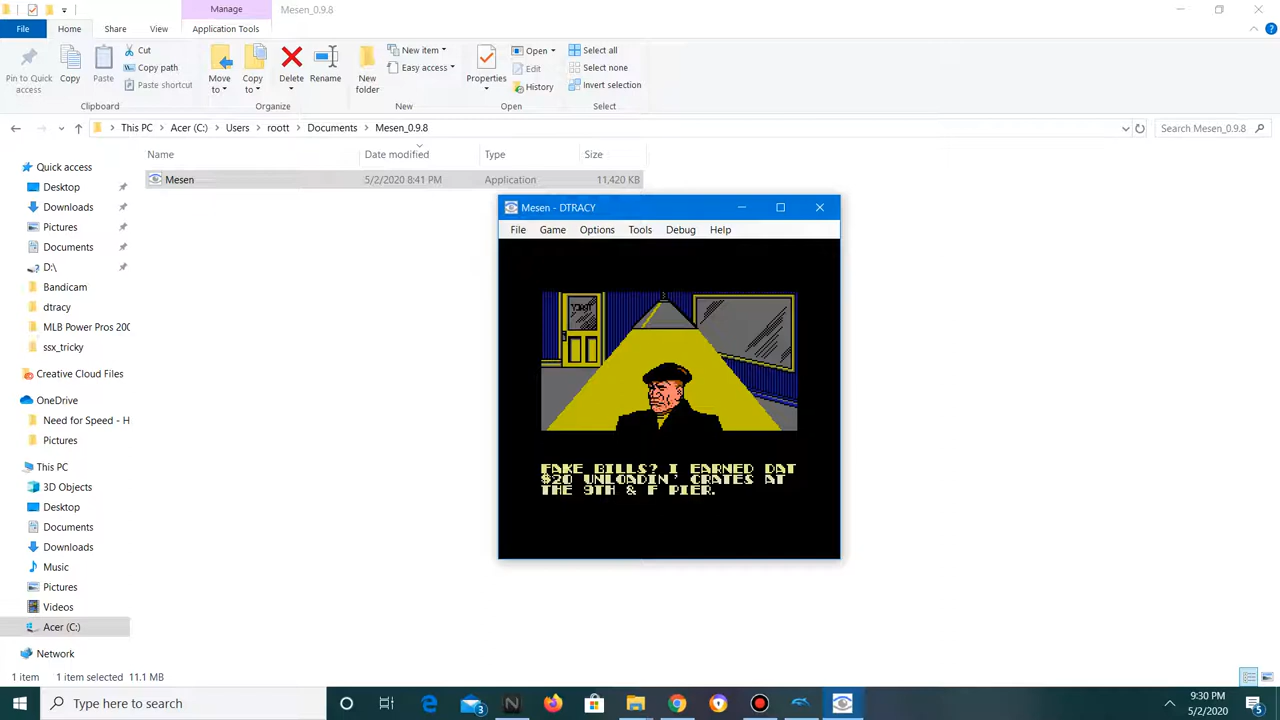 Manage
Mesen_0.9.8
File
Home
Share
View
Application Tools
Pin to Quick
access
Copy
Paste
Cut
Copy path
Paste shortcut
Clipboard
Move
to
Copy
to
Delete
Rename
Organize
New
folder
New item
Easy access
New
Properties
Open
Edit
History
Open
Select all
Select none
Invert selection
Select
This PC
Acer (C:)
Users
roott
Documents
Mesen_0.9.8
Search Mesen_0.9.8
Name
Date modified
Type
Size
Mesen
5/2/2020 8:41 PM
Application
11,420 KB
Quick access
Desktop
Downloads
Pictures
Documents
D:\
Bandicam
dtracy
MLB Power Pros 200
ssx_tricky
Creative Cloud Files
OneDrive
Need for Speed - H
Pictures
This PC
3D Objects
Desktop
Documents
Downloads
Music
Pictures
Videos
Acer (C:)
Network
Mesen - DTRACY
File
Game
Options
Tools
Debug
Help
FAKE BILLS? I EARNED DAT
$20 UNLOADIN' CRATES AT
THE 9TH & F PIER.
1 item
1 item selected
11.1 MB
Type here to search
3
9:30 PM
5/2/2020
5